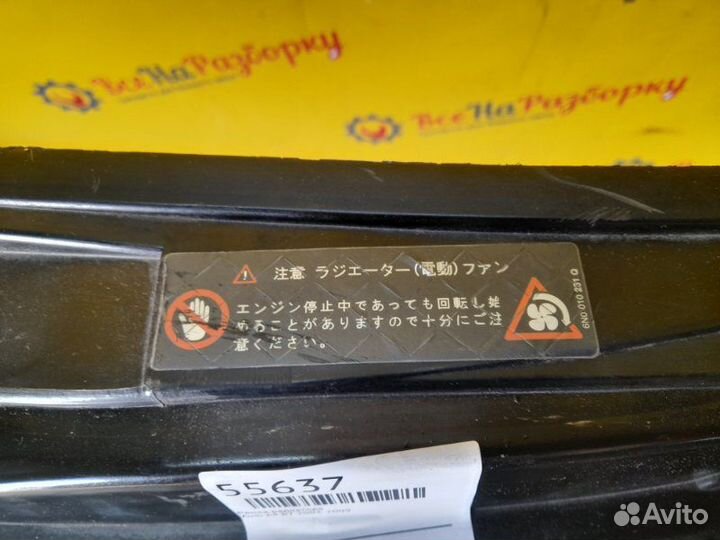 ВсеНаРазборку
ВсеНаРазборку
注意 ラジエーター(電動)ファン
エンジン停止中であっても回転し始
めることがありますので十分にご注
意ください。
6N0 010 231 Q
55637
Avito